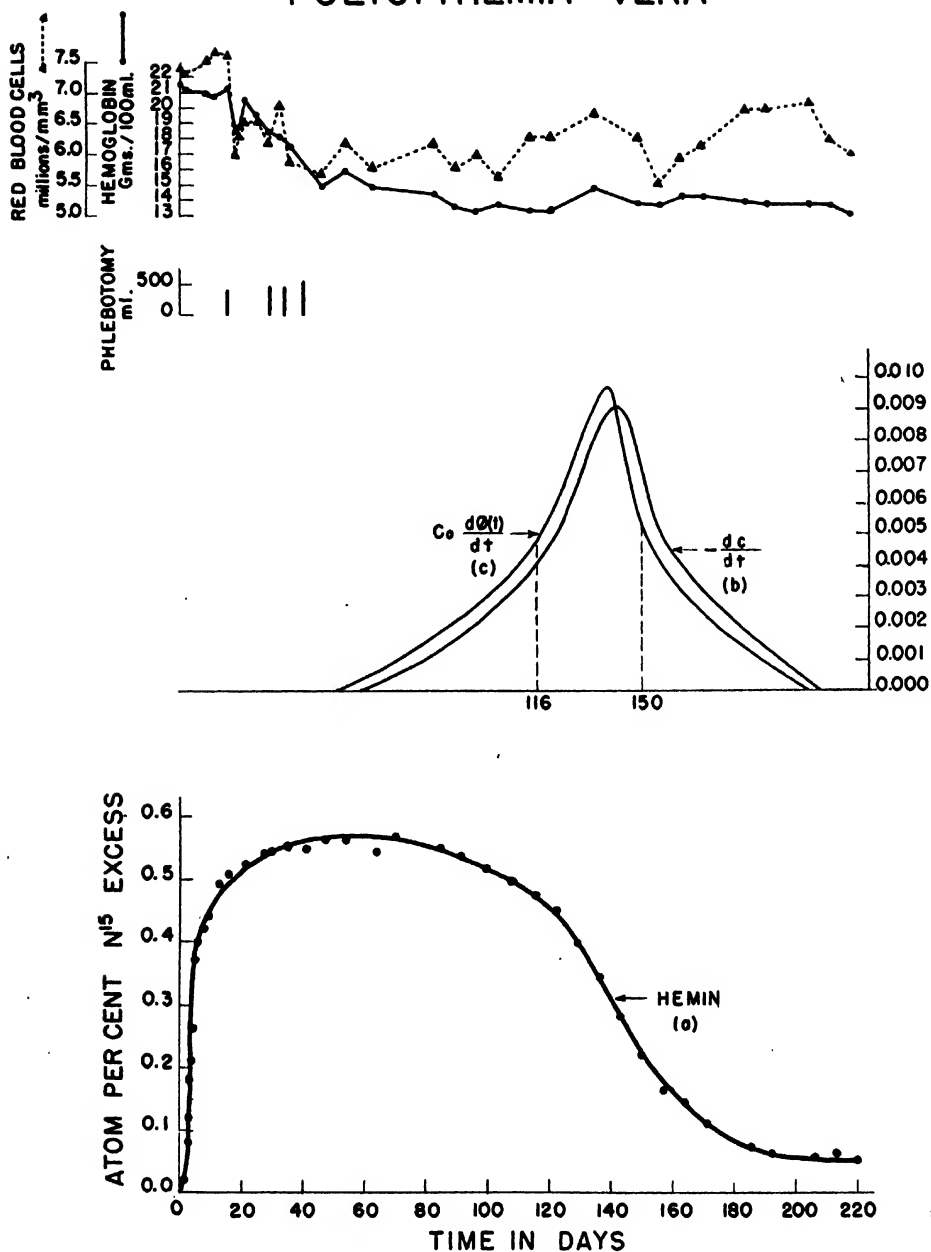 POLYCYTHEMIA VERA
RED BLOOD CELLS
millions/mm³
7.5
7.0
6.5
6.0
5.5
5.0
HEMOGLOBIN
Gms./100ml.
22
21
20
19
18
17
16
15
14
13
PHLEBOTOMY
ml.
500
0
0.010
0.009
0.008
0.007
0.006
0.005
0.004
0.003
0.002
0.001
0.000
C₀ dØ(t)
dt
(c)
- dc
dt
(b)
116 150
ATOM PER CENT N¹⁵ EXCESS
0.6
0.5
0.4
0.3
0.2
0.1
0.0
HEMIN
(a)
0 20 40 60 80 100 120 140 160 180 200 220
TIME IN DAYS